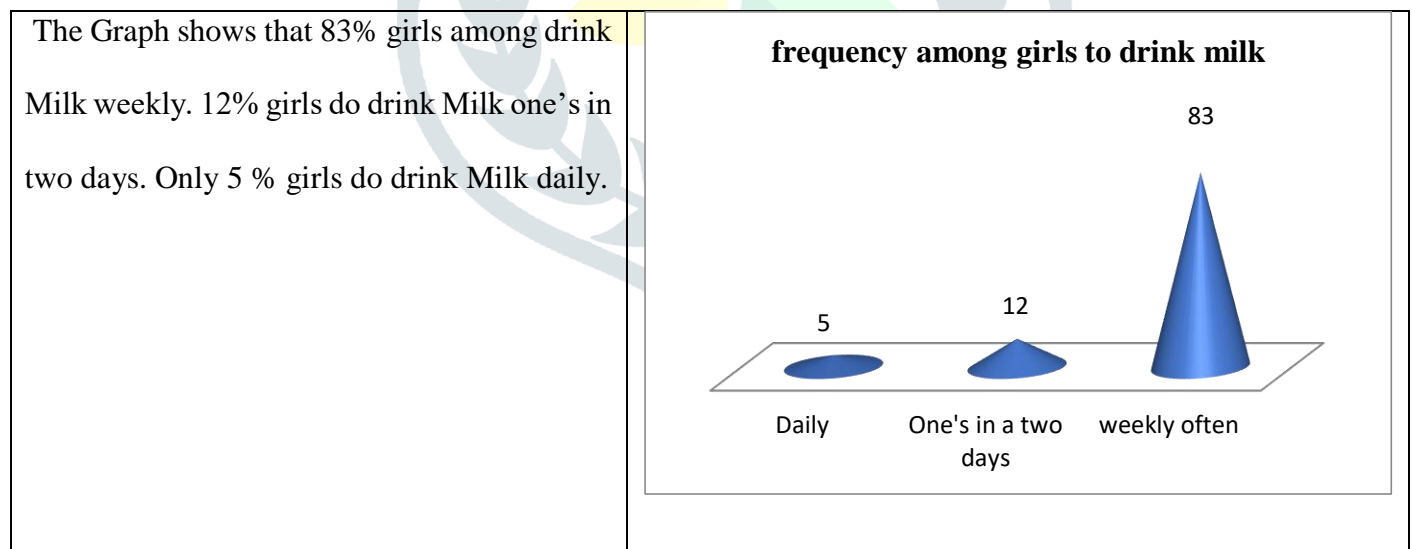 The Graph shows that 83% girls among drink
Milk weekly. 12% girls do drink Milk one’s in
two days. Only 5 % girls do drink Milk daily.
frequency among girls to drink milk
83
12
5
Daily
One's in a two
days
weekly often